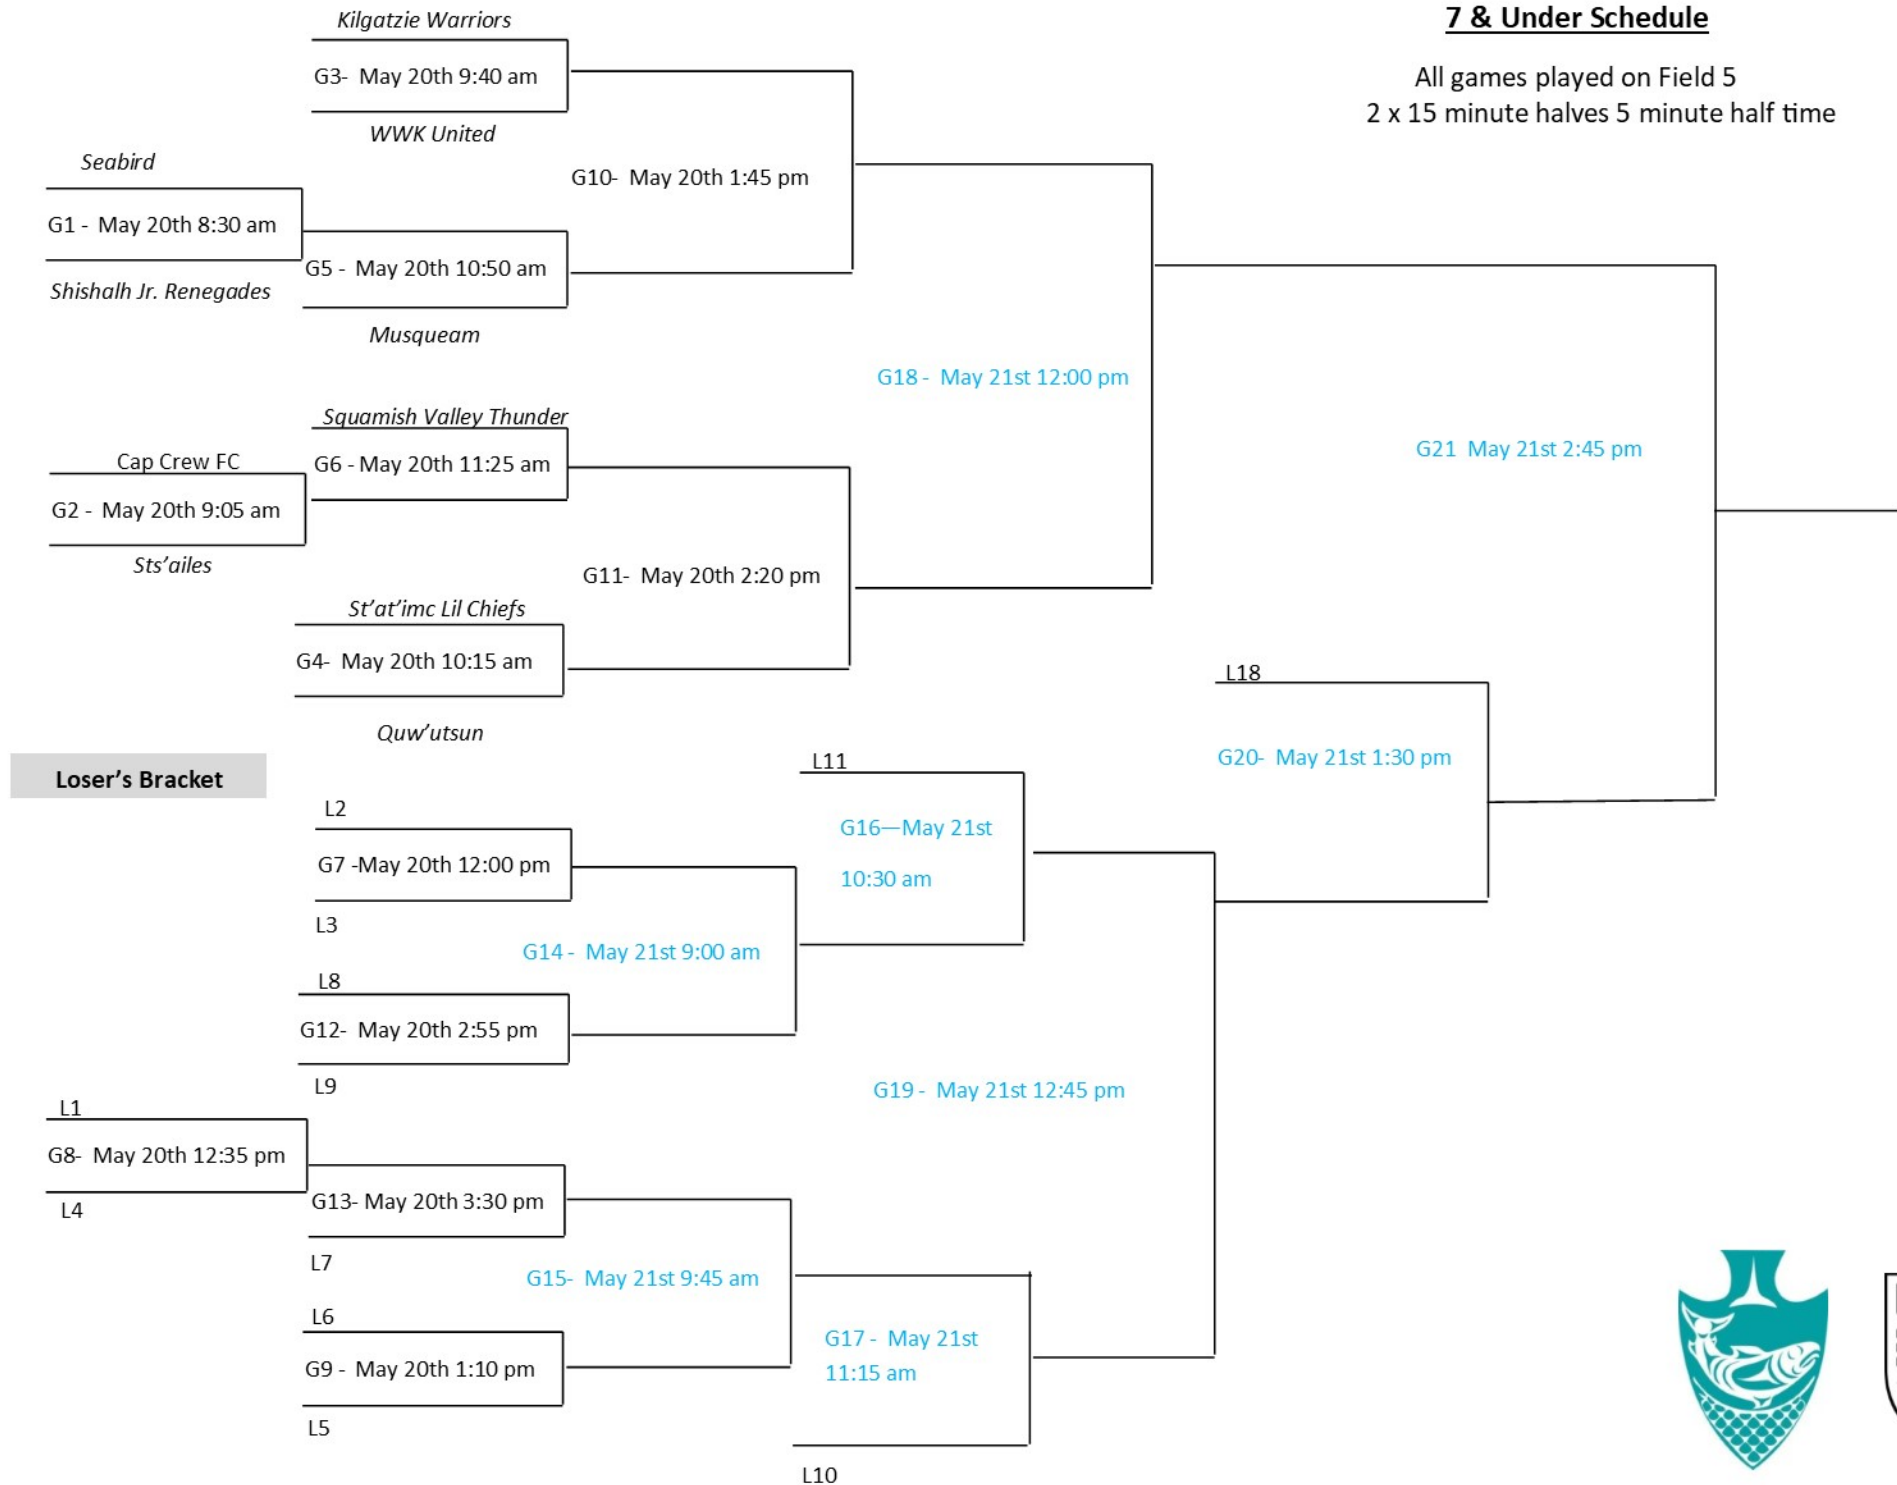 7 & Under Schedule
All games played on Field 5
2 x 15 minute halves 5 minute half time
Kilgatzie Warriors
G3-  May 20th 9:40 am
WWK United
Seabird
G1 -  May 20th 8:30 am
Shishalh Jr. Renegades
G5 -  May 20th 10:50 am
Musqueam
G10-  May 20th 1:45 pm
G18 -  May 21st 12:00 pm
G21  May 21st 2:45 pm
Squamish Valley Thunder
Cap Crew FC
G6 - May 20th 11:25 am
G2 -  May 20th 9:05 am
Sts’ailes
G11-  May 20th 2:20 pm
St’at’imc Lil Chiefs
G4-  May 20th 10:15 am
Quw’utsun
L18
G20-  May 21st 1:30 pm
Loser’s Bracket
L11
G16—May 21st
10:30 am
L2
G7 -May 20th 12:00 pm
L3
G14 -  May 21st 9:00 am
L8
G12-  May 20th 2:55 pm
L9
G19 -  May 21st 12:45 pm
L1
G8-  May 20th 12:35 pm
L4
G13- May 20th 3:30 pm
L7
G15-  May 21st 9:45 am
L6
G9 -  May 20th 1:10 pm
L5
G17 -  May 21st
11:15 am
L10